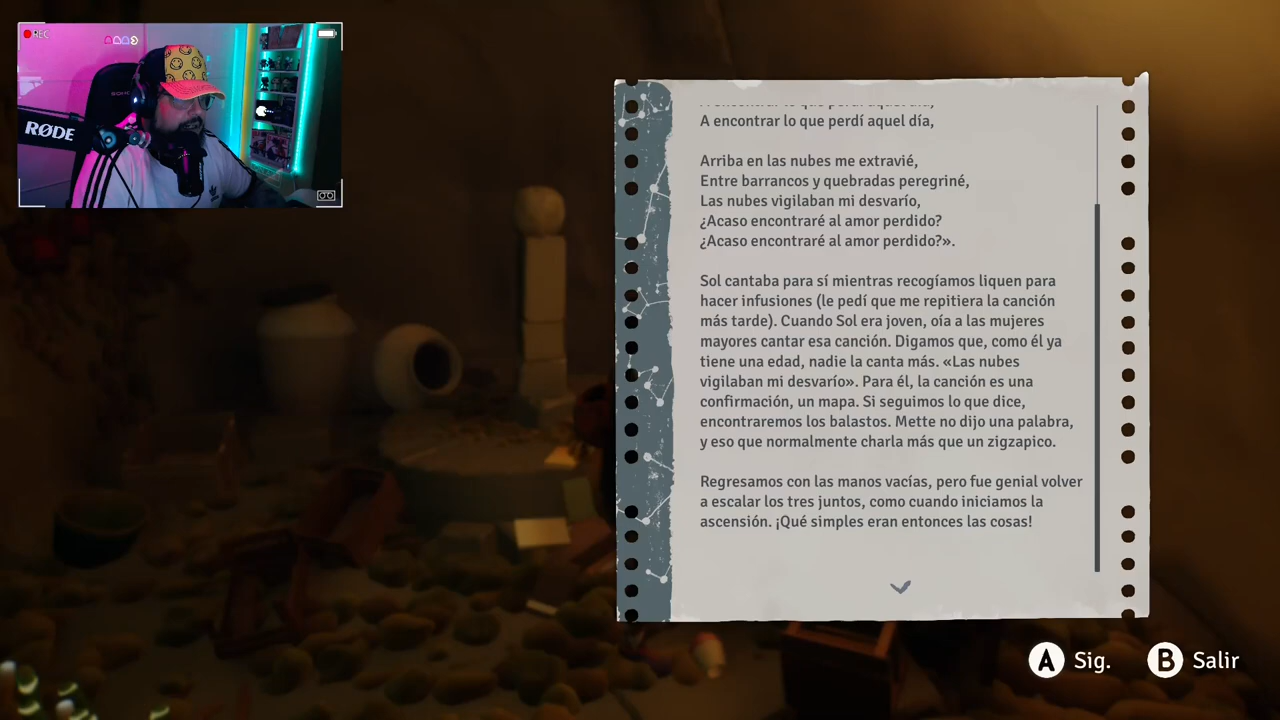 REC
RØDE
A encontrar lo que perdí aquel día,
A encontrar lo que perdí aquel día,
Arriba en las nubes me extravié,
Entre barrancos y quebradas peregriné,
Las nubes vigilaban mi desvarío,
¿Acaso encontraré al amor perdido?
¿Acaso encontraré al amor perdido?».
Sol cantaba para sí mientras recogíamos liquen para
hacer infusiones (le pedí que me repitiera la canción
más tarde). Cuando Sol era joven, oía a las mujeres
mayores cantar esa canción. Digamos que, como él ya
tiene una edad, nadie la canta más. «Las nubes
vigilaban mi desvarío». Para él, la canción es una
confirmación, un mapa. Si seguimos lo que dice,
encontraremos los balastos. Mette no dijo una palabra,
y eso que normalmente charla más que un zigzapico.
Regresamos con las manos vacías, pero fue genial volver
a escalar los tres juntos, como cuando iniciamos la
ascensión. ¡Qué simples eran entonces las cosas!
A Sig.
B Salir